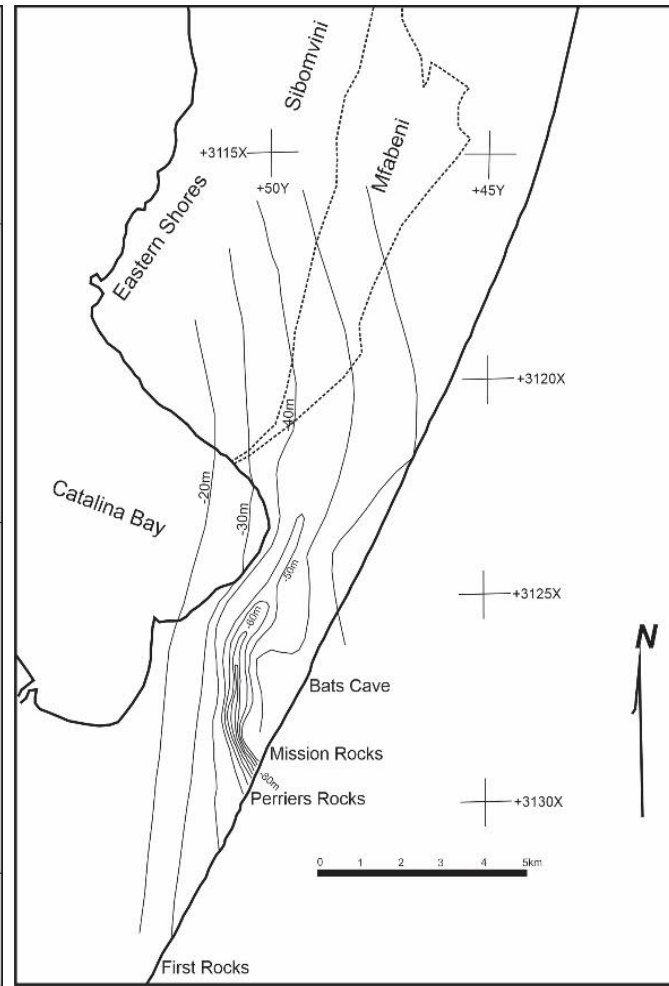 Sibomvini
Mfabeni
+3115X
+50Y
+45Y
Eastern Shores
+3120X
-40m
-20m
-30m
Catalina Bay
-50m
+3125X
-60m
N
Bats Cave
Mission Rocks
-80m
Perriers Rocks
+3130X
0 1 2 3 4 5km
First Rocks